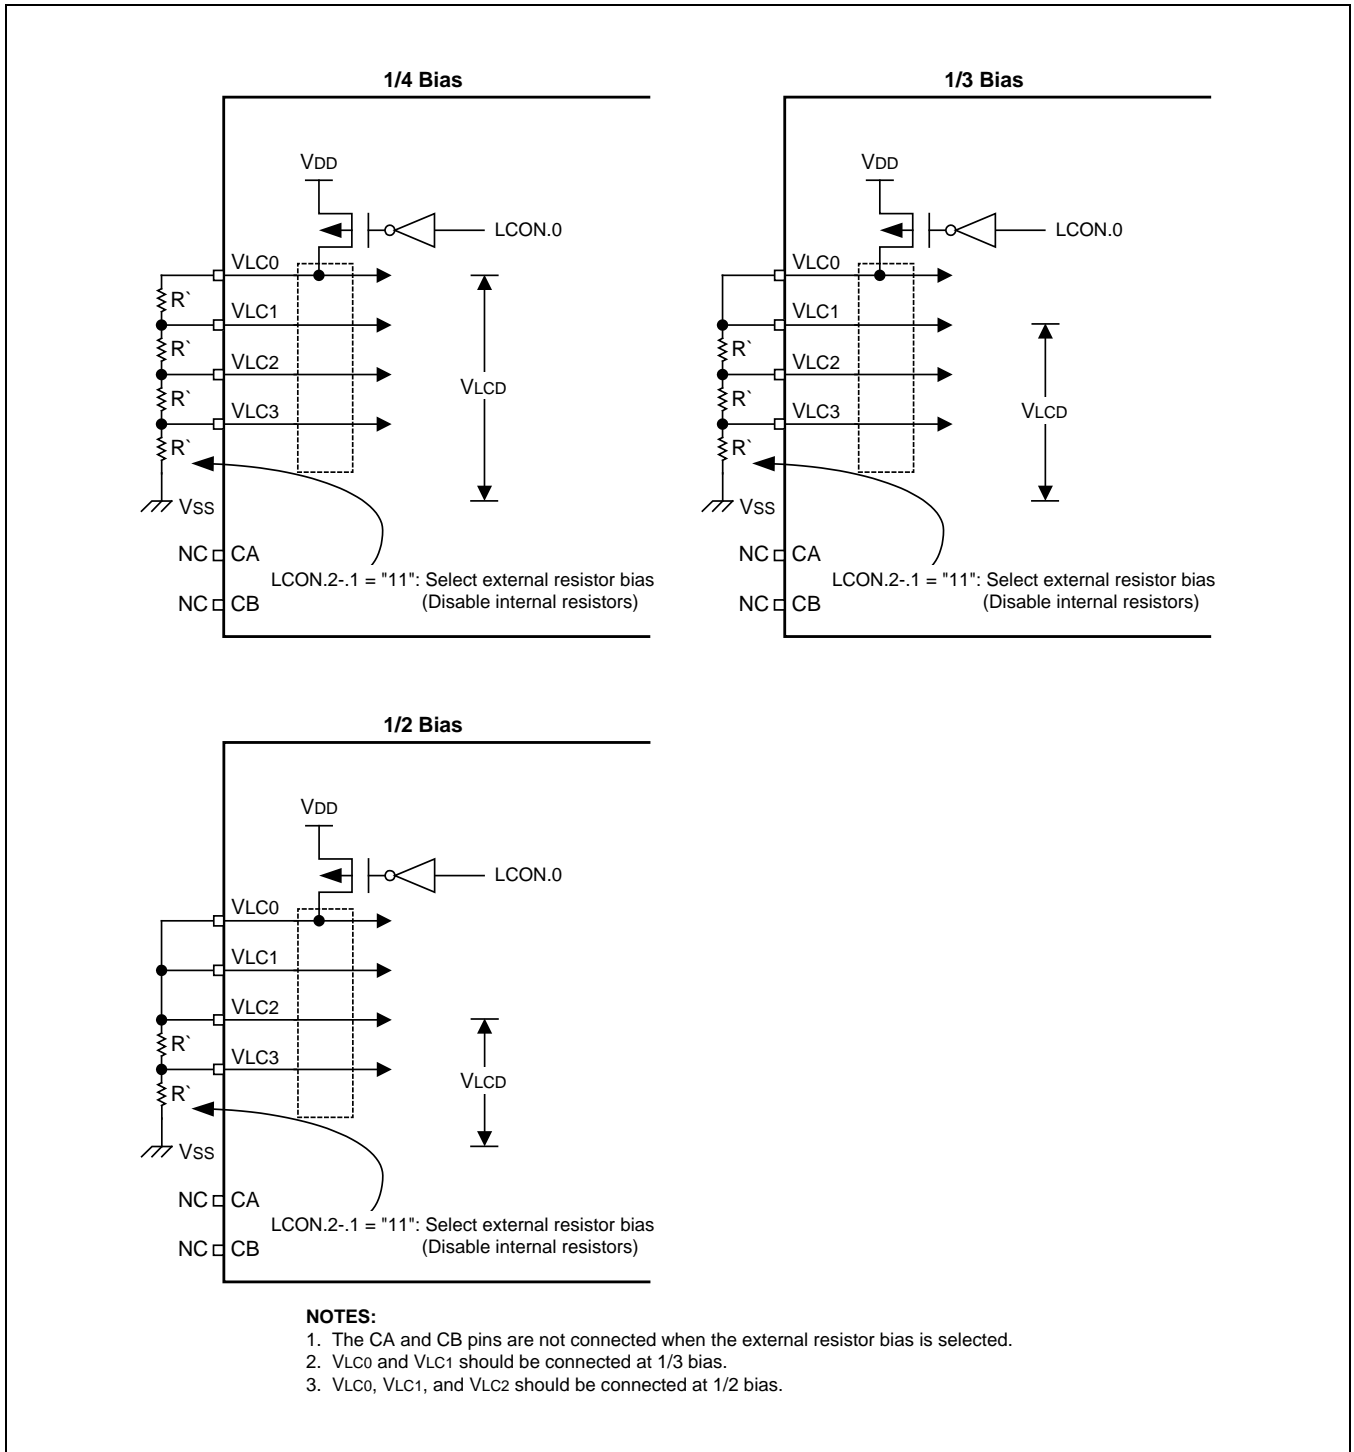 1/4 Bias
VDD
LCON.0
VLC0
R`
VLC1
R`
VLC2
VLCD
R`
VLC3
R`
VSS
NC CA
LCON.2-.1 = "11": Select external resistor bias
(Disable internal resistors)
NC CB
1/3 Bias
VDD
LCON.0
VLC0
VLC1
R`
VLC2
R`
VLCD
VLC3
R`
VSS
NC CA
LCON.2-.1 = "11": Select external resistor bias
(Disable internal resistors)
NC CB
1/2 Bias
VDD
LCON.0
VLC0
VLC1
VLC2
R`
VLC3
VLCD
R`
VSS
NC CA
LCON.2-.1 = "11": Select external resistor bias
(Disable internal resistors)
NC CB
NOTES:
1. The CA and CB pins are not connected when the external resistor bias is selected.
2. VLC0 and VLC1 should be connected at 1/3 bias.
3. VLC0, VLC1, and VLC2 should be connected at 1/2 bias.